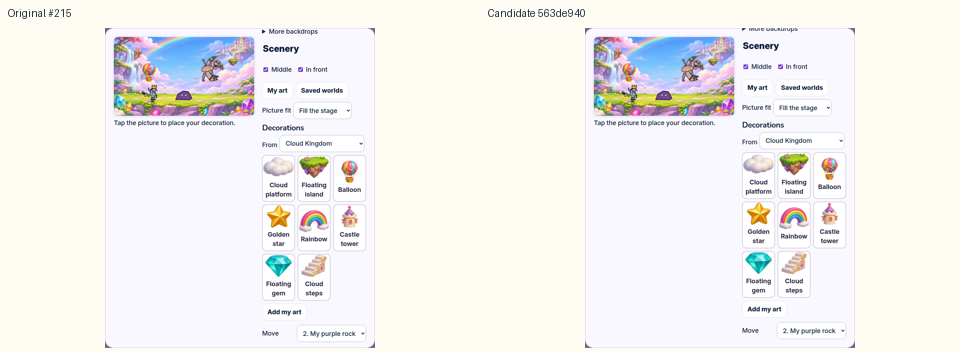 Original #215
▶ More backdrops
Scenery
Middle In front
My art Saved worlds
Picture fit Fill the stage
Tap the picture to place your decoration.
Decorations
From Cloud Kingdom
Cloud platform
Floating island
Balloon
Golden star
Rainbow
Castle tower
Floating gem
Cloud steps
Add my art
Move 2. My purple rock
Candidate 563de940
More backdrops
Scenery
Middle In front
My art Saved worlds
Picture fit Fill the stage
Tap the picture to place your decoration.
Decorations
From Cloud Kingdom
Cloud platform
Floating island
Balloon
Golden star
Rainbow
Castle tower
Floating gem
Cloud steps
Add my art
Move 2. My purple rock